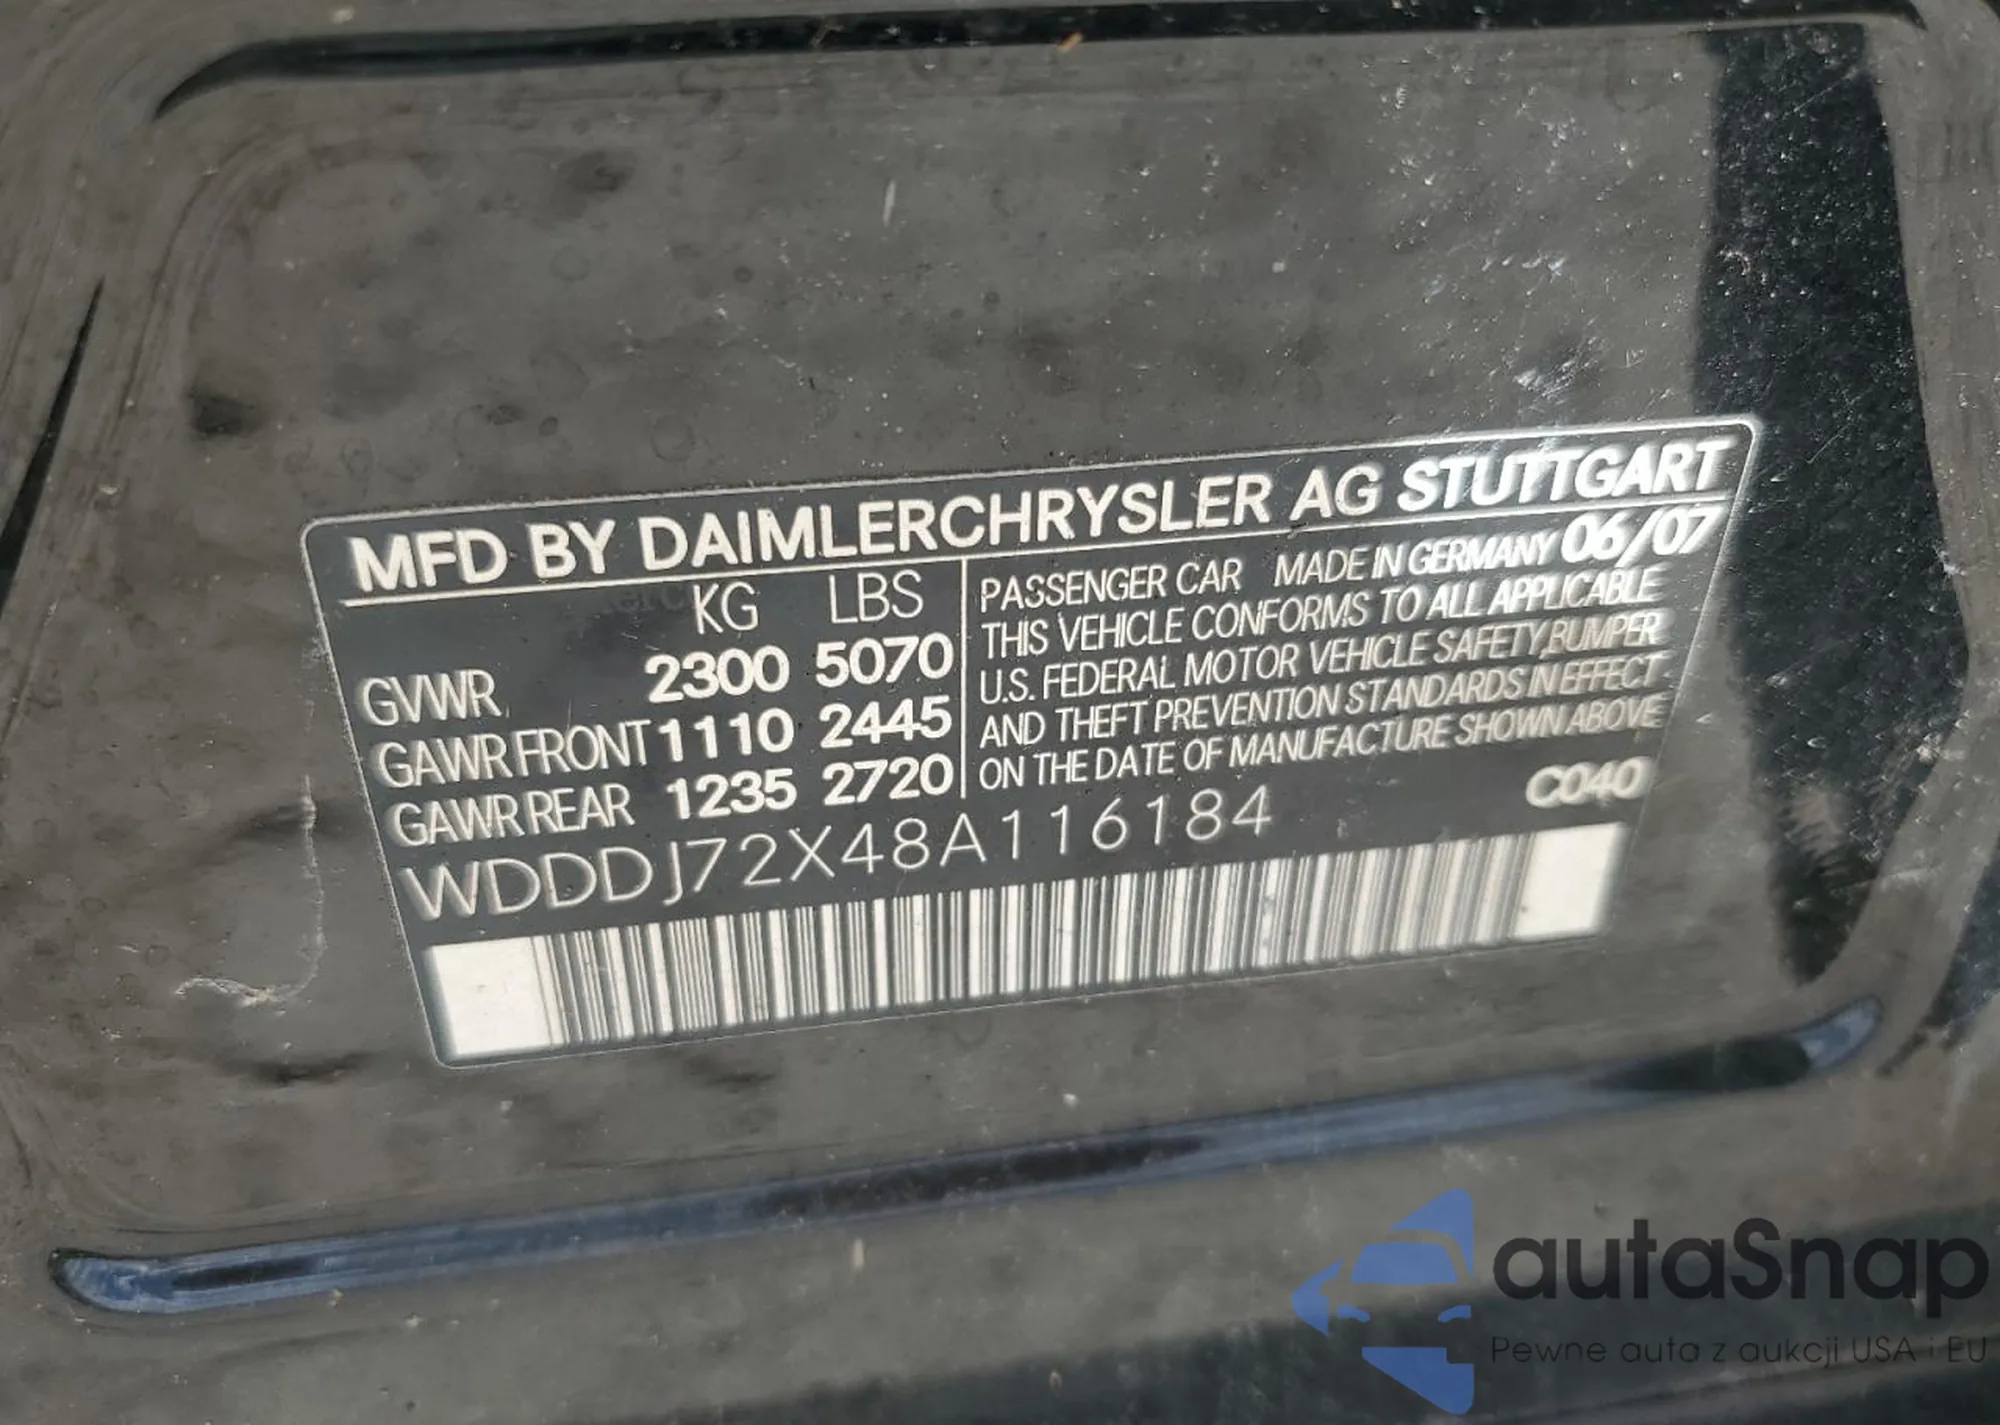 MFD BY DAIMLERCHRYSLER AG STUTTGART
KG LBS
GVWR 2300 5070
GAWR FRONT 1110 2445
GAWR REAR 1235 2720
PASSENGER CAR MADE IN GERMANY 06/07
THIS VEHICLE CONFORMS TO ALL APPLICABLE
U.S. FEDERAL MOTOR VEHICLE SAFETY, BUMPER
AND THEFT PREVENTION STANDARDS IN EFFECT
ON THE DATE OF MANUFACTURE SHOWN ABOVE
C040
WDDDJ72X48A116184
autaSnap
Pewne auta z aukcji USA i EU